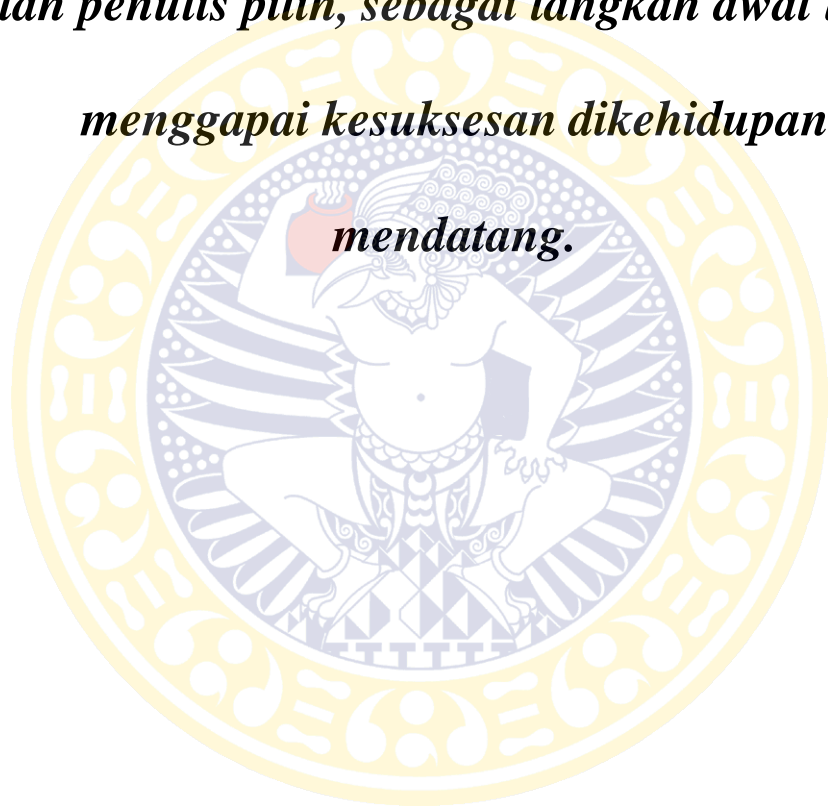 penulis pilih, sebagai langkah awal
menggapai kesuksesan dikehidupan
mendatang.